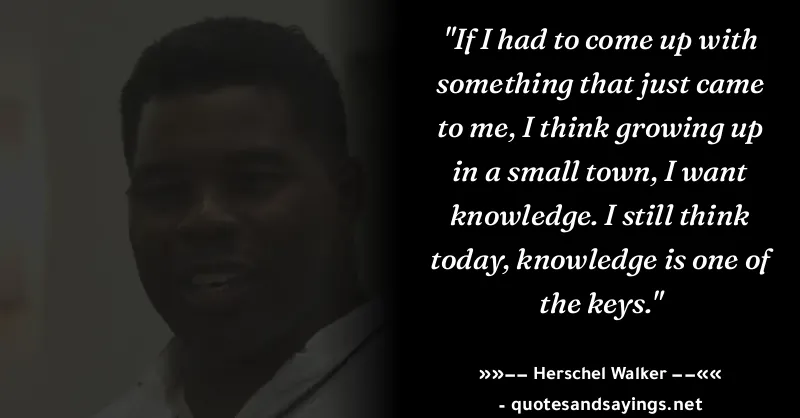 "If I had to come up with
something that just came
to me, I think growing up
in a small town, I want
knowledge. I still think
today, knowledge is one of
the keys."
»»−− Herschel Walker −−««
- quotesandsayings.net